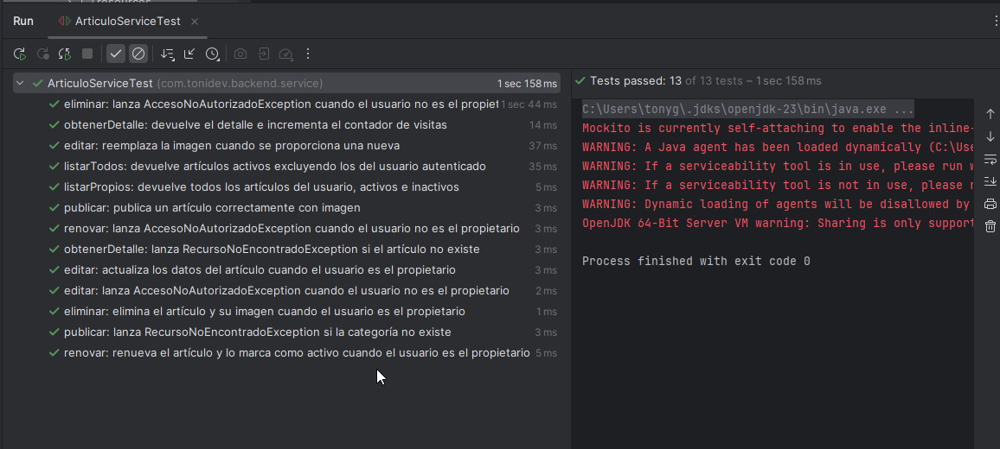 resources
Run
ArticuloServiceTest
ArticuloServiceTest (com.tonidev.backend.service) 1 sec 158 ms
eliminar: lanza AccesoNoAutorizadoException cuando el usuario no es el propiet 1 sec 44 ms
obtenerDetalle: devuelve el detalle e incrementa el contador de visitas 14 ms
editar: reemplaza la imagen cuando se proporciona una nueva 37 ms
listarTodos: devuelve artículos activos excluyendo los del usuario autenticado 35 ms
listarPropios: devuelve todos los artículos del usuario, activos e inactivos 5 ms
publicar: publica un artículo correctamente con imagen 3 ms
renovar: lanza AccesoNoAutorizadoException cuando el usuario no es el propietario 3 ms
obtenerDetalle: lanza RecursoNoEncontradoException si el artículo no existe 3 ms
editar: actualiza los datos del artículo cuando el usuario es el propietario 3 ms
editar: lanza AccesoNoAutorizadoException cuando el usuario no es el propietario 2 ms
eliminar: elimina el artículo y su imagen cuando el usuario es el propietario 1 ms
publicar: lanza RecursoNoEncontradoException si la categoría no existe 3 ms
renovar: renueva el artículo y lo marca como activo cuando el usuario es el propietario 5 ms
Tests passed: 13 of 13 tests – 1 sec 158 ms
C:\Users\tonyg\.jdks\openjdk-23\bin\java.exe ...
Mockito is currently self-attaching to enable the inline-
WARNING: A Java agent has been loaded dynamically (C:\Use
WARNING: If a serviceability tool is in use, please run w
WARNING: If a serviceability tool is not in use, please r
WARNING: Dynamic loading of agents will be disallowed by
OpenJDK 64-Bit Server VM warning: Sharing is only support
Process finished with exit code 0